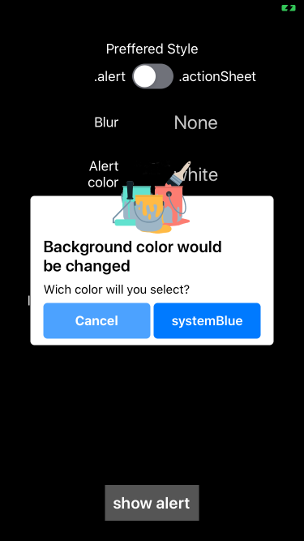 Preffered Style
.alert .actionSheet
Blur None
Alert
color
Background color would
be changed
Wich color will you select?
Cancel systemBlue
show alert